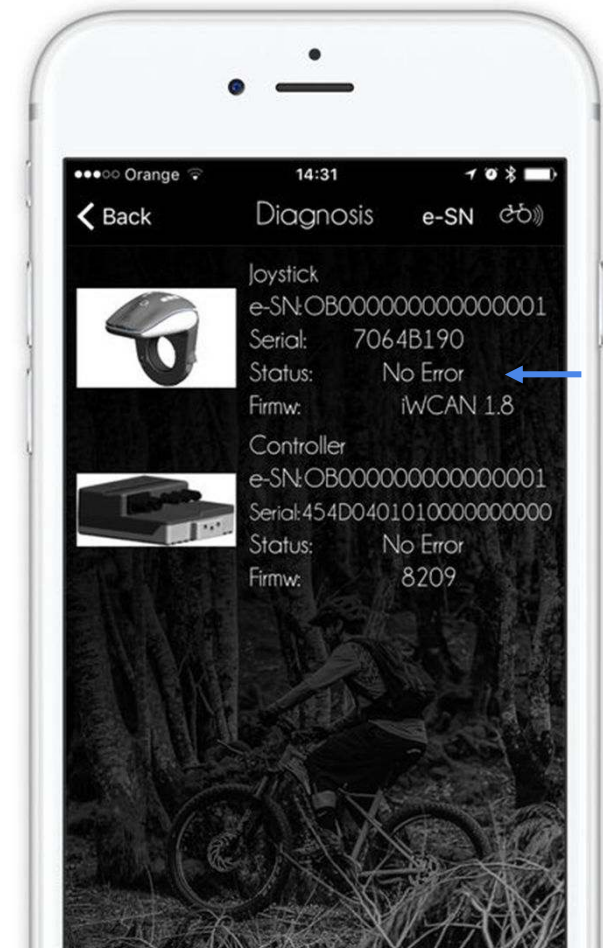 Orange 14:31
Back Diagnosis e-SN
Joystick
e-SN:OB000000000000001
Serial: 7064B190
Status: No Error
Firmw: iWCAN 1.8
Controller
e-SN:OB000000000000001
Serial:454D0401010000000000
Status: No Error
Firmw: 8209